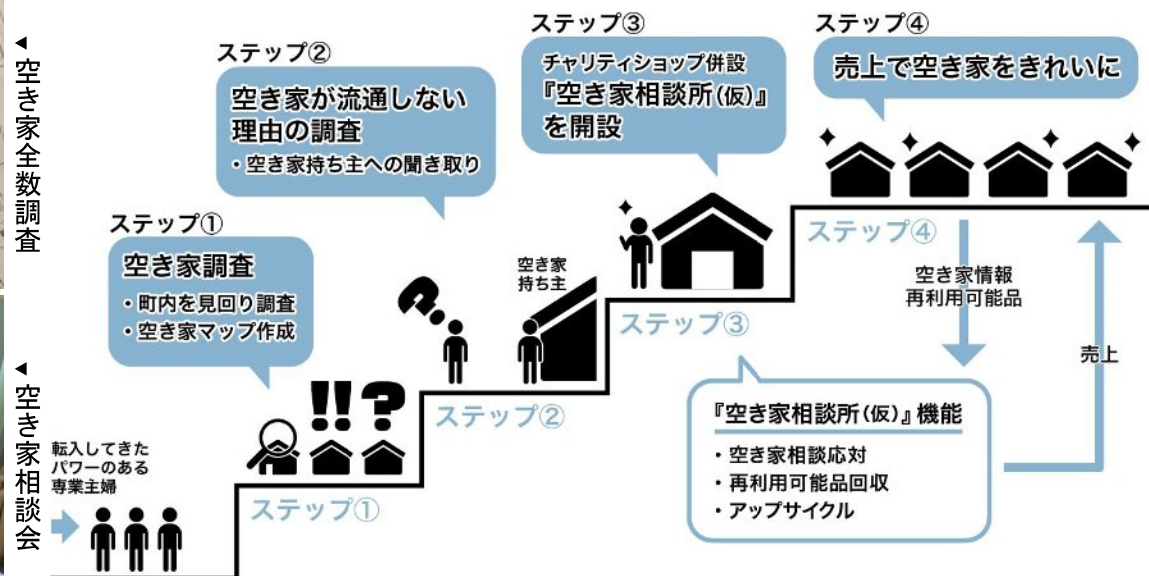 ◀空き家全数調査
◀空き家相談会
転入してきた
パワーのある
専業主婦
ステップ①
空き家調査
・町内を見回り調査
・空き家マップ作成
!!?
ステップ①
ステップ②
空き家が流通しない
理由の調査
・空き家持ち主への聞き取り
?…
空き家
持ち主
ステップ②
ステップ③
チャリティショップ併設
『空き家相談所(仮)』
を開設
ステップ③
ステップ④
売上で空き家をきれいに
ステップ④
空き家情報
再利用可能品
売上
『空き家相談所(仮)』機能
・空き家相談応対
・再利用可能品回収
・アップサイクル